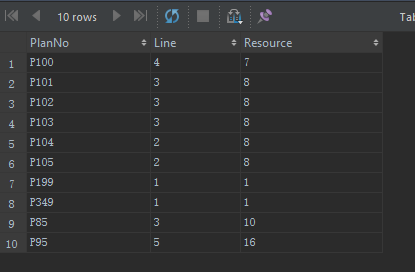 10 rows
Tab
PlanNo Line Resource
1 P100 4 7
2 P101 3 8
3 P102 3 8
4 P103 3 8
5 P104 2 8
6 P105 2 8
7 P199 1 1
8 P349 1 1
9 P85 3 10
10 P95 5 16